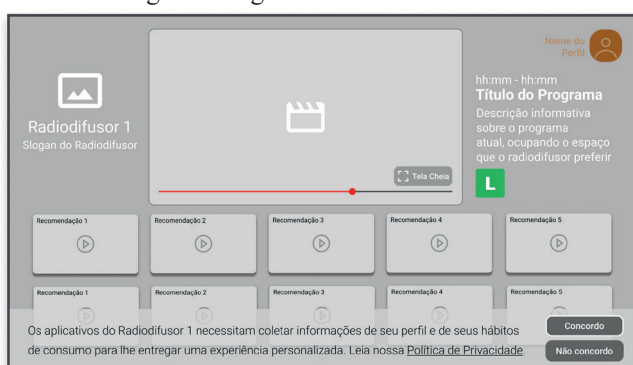 Nome do
Perfil
Radiodifusor 1
Slogan do Radiodifusor
Tela Cheia
hh:mm - hh:mm
Título do Programa
Descrição informativa
sobre o programa
atual, ocupando o espaço
que o radiodifusor preferir
L
Recomendação 1
Recomendação 2
Recomendação 3
Recomendação 4
Recomendação 5
Recomendação 1
Recomendação 2
Recomendação 3
Recomendação 4
Recomendação 5
Os aplicativos do Radiodifusor 1 necessitam coletar informações de seu perfil e de seus hábitos
de consumo para lhe entregar uma experiência personalizada. Leia nossa Política de Privacidade.
Concordo
Não concordo